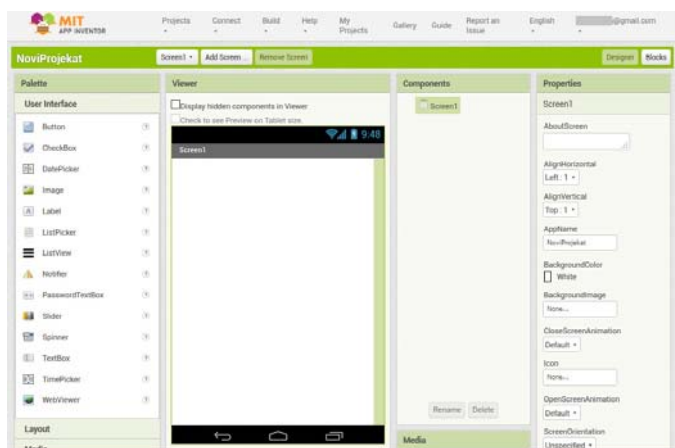 MIT
APP INVENTOR
Projects
Connect
Build
Help
My Projects
Gallery
Guide
Report an Issue
English
@gmail.com
NoviProjekat
Screen1
Add Screen ...
Remove Screen
Designer
Blocks
Palette
User Interface
Button
CheckBox
DatePicker
Image
Label
ListPicker
ListView
Notifier
PasswordTextBox
Slider
Spinner
TextBox
TimePicker
WebViewer
Layout
Viewer
Display hidden components in Viewer
Check to see Preview on Tablet size.
9:48
Screen1
Components
Screen1
Rename
Delete
Media
Properties
Screen1
AboutScreen
AlignHorizontal
Left : 1
AlignVertical
Top : 1
AppName
NoviProjekat
BackgroundColor
White
BackgroundImage
None...
CloseScreenAnimation
Default
Icon
None...
OpenScreenAnimation
Default
ScreenOrientation
Unspecified